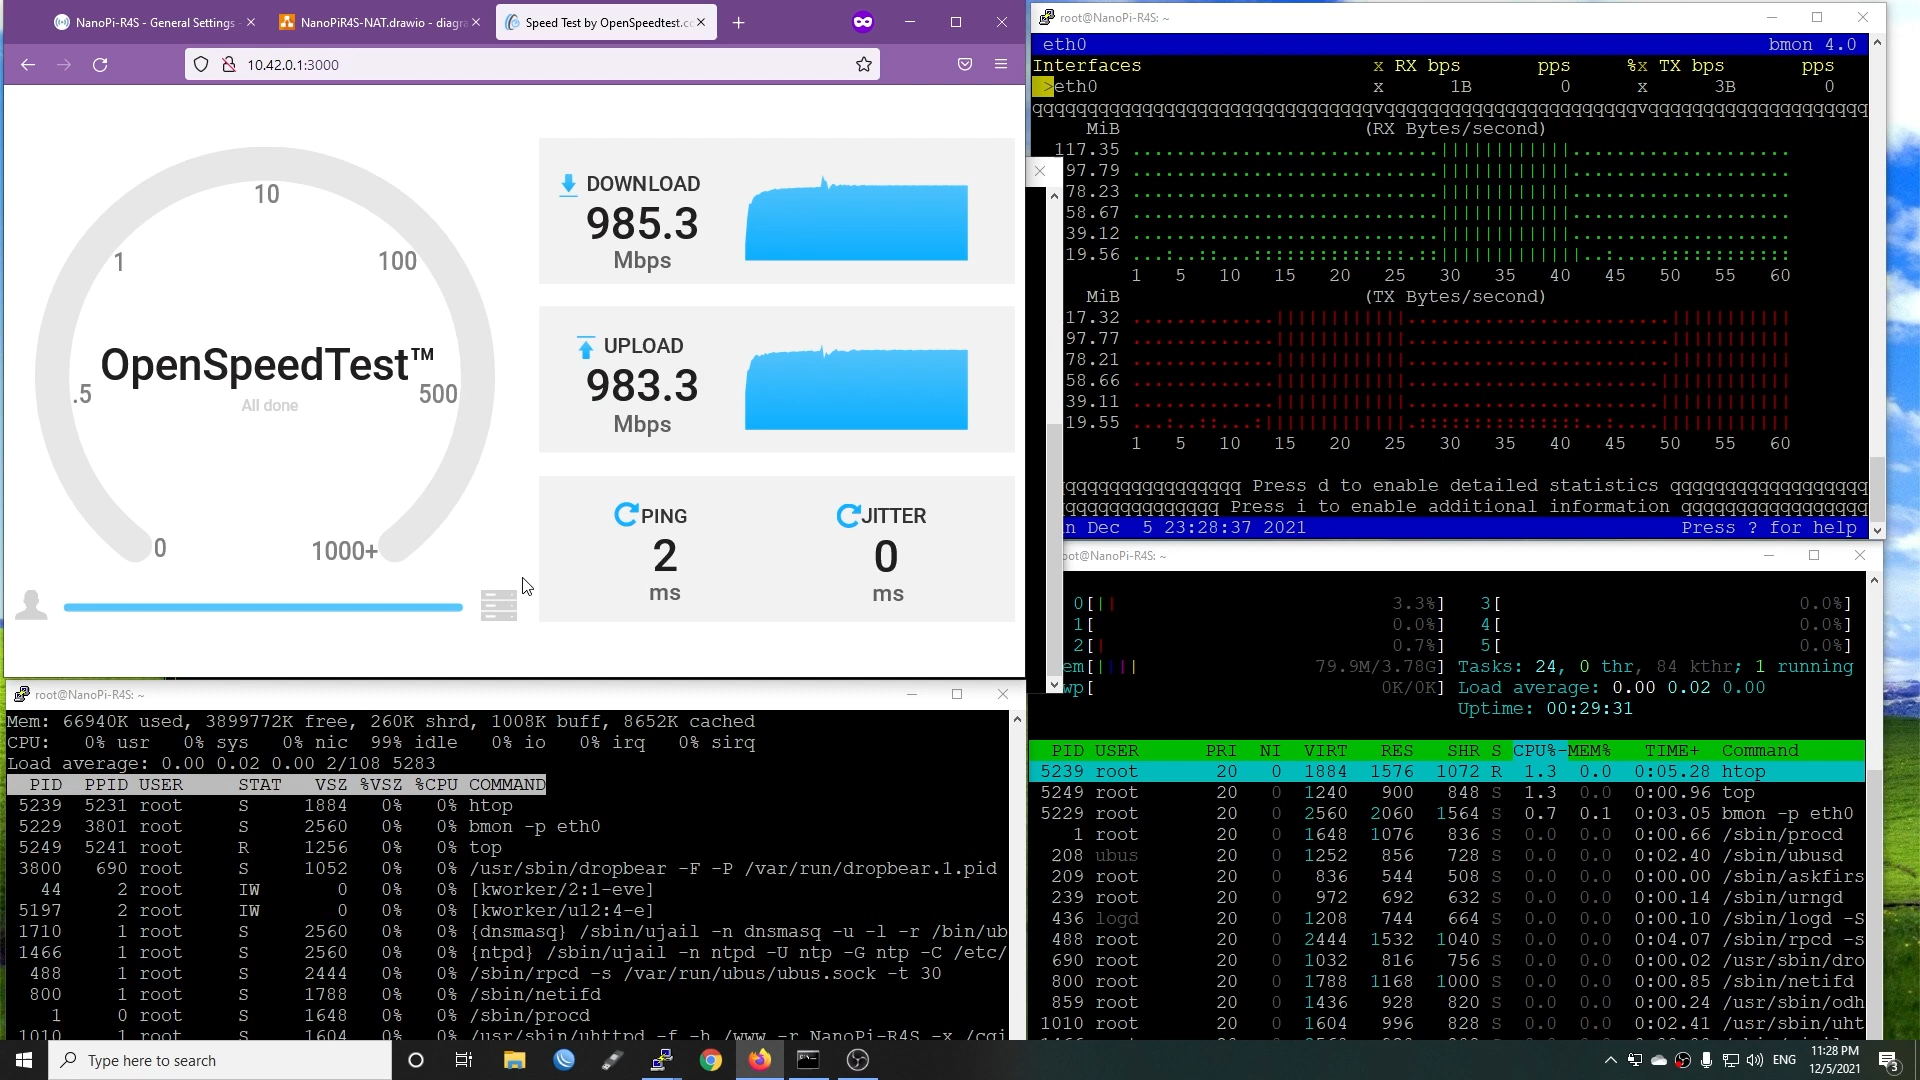 NanoPi-R4S - General Settings
NanoPiR4S-NAT.drawio - diagra
Speed Test by OpenSpeedtest.co
10.42.0.1:3000
10
1
100
.5
500
0
1000+
OpenSpeedTest™
All done
DOWNLOAD
985.3
Mbps
UPLOAD
983.3
Mbps
PING
2
ms
JITTER
0
ms
root@NanoPi-R4S: ~
eth0 bmon 4.0
Interfaces x RX bps pps %x TX bps pps
>eth0 x 1B 0 x 3B 0
MiB (RX Bytes/second)
117.35
97.79
78.23
58.67
39.12
19.56
1 5 10 15 20 25 30 35 40 45 50 55 60
MiB (TX Bytes/second)
17.32
97.77
78.21
58.66
39.11
19.55
1 5 10 15 20 25 30 35 40 45 50 55 60
qqqqqqqqqqqqqqqqq Press d to enable detailed statistics qqqqqqqqqqqqqqqqqq
qqqqqqqqqqqqqqq Press i to enable additional information qqqqqqqqqqqqqqqqq
n Dec 5 23:28:37 2021 Press ? for help
oot@NanoPi-R4S: ~
0[|| 3.3%] 3[ 0.0%]
1[ 0.0%] 4[ 0.0%]
2[| 0.7%] 5[ 0.0%]
em[|||| 79.9M/3.78G] Tasks: 24, 0 thr, 84 kthr; 1 running
wp[ 0K/0K] Load average: 0.00 0.02 0.00
Uptime: 00:29:31
PID USER PRI NI VIRT RES SHR S CPU%-MEM% TIME+ Command
5239 root 20 0 1884 1576 1072 R 1.3 0.0 0:05.28 htop
5249 root 20 0 1240 900 848 S 1.3 0.0 0:00.96 top
5229 root 20 0 2560 2060 1564 S 0.7 0.1 0:03.05 bmon -p eth0
1 root 20 0 1648 1076 836 S 0.0 0.0 0:00.66 /sbin/procd
208 ubus 20 0 1252 856 728 S 0.0 0.0 0:02.40 /sbin/ubusd
209 root 20 0 836 544 508 S 0.0 0.0 0:00.00 /sbin/askfirs
239 root 20 0 972 692 632 S 0.0 0.0 0:00.14 /sbin/urngd
436 logd 20 0 1208 744 664 S 0.0 0.0 0:00.10 /sbin/logd -S
488 root 20 0 2444 1532 1040 S 0.0 0.0 0:04.07 /sbin/rpcd -s
690 root 20 0 1032 816 756 S 0.0 0.0 0:00.02 /usr/sbin/dro
800 root 20 0 1788 1168 1000 S 0.0 0.0 0:00.85 /sbin/netifd
859 root 20 0 1436 928 820 S 0.0 0.0 0:00.24 /usr/sbin/odh
1010 root 20 0 1604 996 828 S 0.0 0.0 0:02.41 /usr/sbin/uht
root@NanoPi-R4S: ~
Mem: 66940K used, 3899772K free, 260K shrd, 1008K buff, 8652K cached
CPU: 0% usr 0% sys 0% nic 99% idle 0% io 0% irq 0% sirq
Load average: 0.00 0.02 0.00 2/108 5283
PID PPID USER STAT VSZ %VSZ %CPU COMMAND
5239 5231 root S 1884 0% 0% htop
5229 3801 root S 2560 0% 0% bmon -p eth0
5249 5241 root R 1256 0% 0% top
3800 690 root S 1052 0% 0% /usr/sbin/dropbear -F -P /var/run/dropbear.1.pid
44 2 root IW 0 0% 0% [kworker/2:1-eve]
5197 2 root IW 0 0% 0% [kworker/u12:4-e]
1710 1 root S 2560 0% 0% {dnsmasq} /sbin/ujail -n dnsmasq -u -l -r /bin/ub
1466 1 root S 2560 0% 0% {ntpd} /sbin/ujail -n ntpd -U ntp -G ntp -C /etc/
488 1 root S 2444 0% 0% /sbin/rpcd -s /var/run/ubus/ubus.sock -t 30
800 1 root S 1788 0% 0% /sbin/netifd
1 0 root S 1648 0% 0% /sbin/procd
1010 1 root S 1604 0% 0% /usr/sbin/uhttpd -f -h /www -r NanoPi-R4S -x /cgi
Type here to search
ENG
11:28 PM
12/5/2021
3